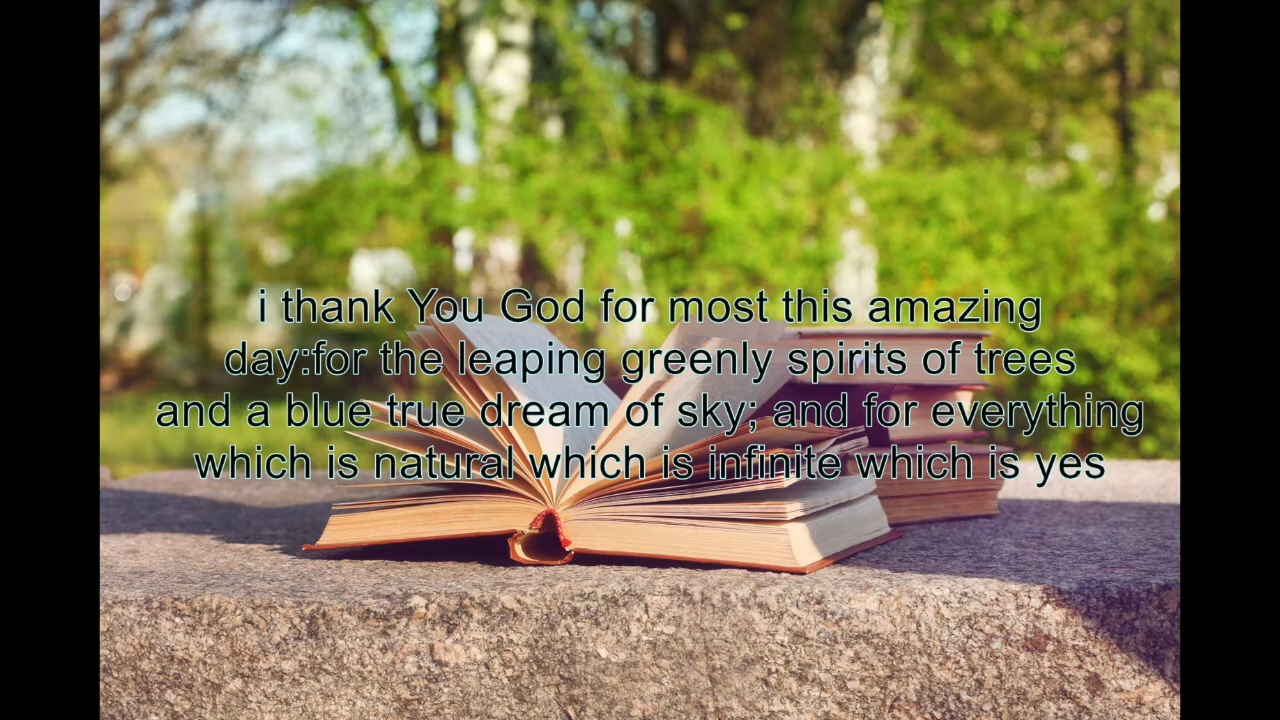 i thank You God for most this amazing
day:for the leaping greenly spirits of trees
and a blue true dream of sky; and for everything
which is natural which is infinite which is yes